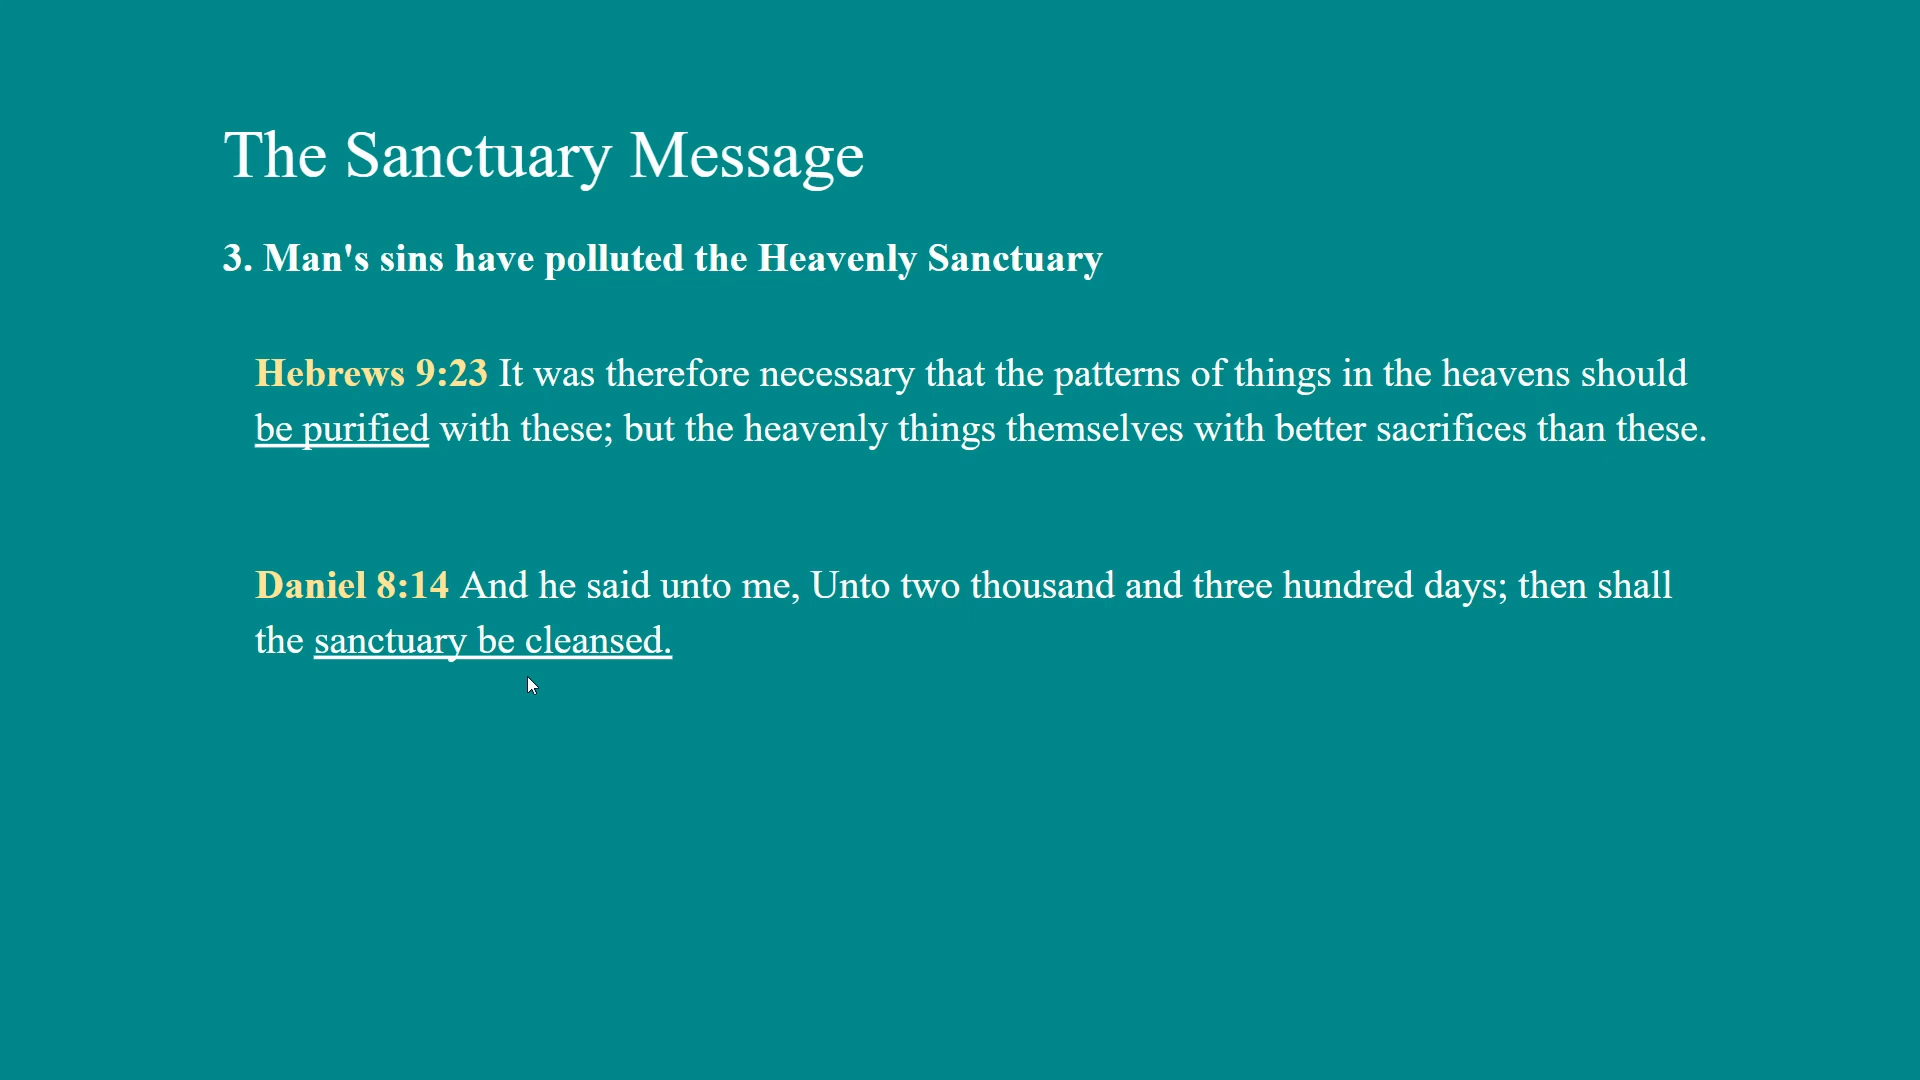 The Sanctuary Message
3. Man's sins have polluted the Heavenly Sanctuary
Hebrews 9:23 It was therefore necessary that the patterns of things in the heavens should
be purified with these; but the heavenly things themselves with better sacrifices than these.
Daniel 8:14 And he said unto me, Unto two thousand and three hundred days; then shall
the sanctuary be cleansed.